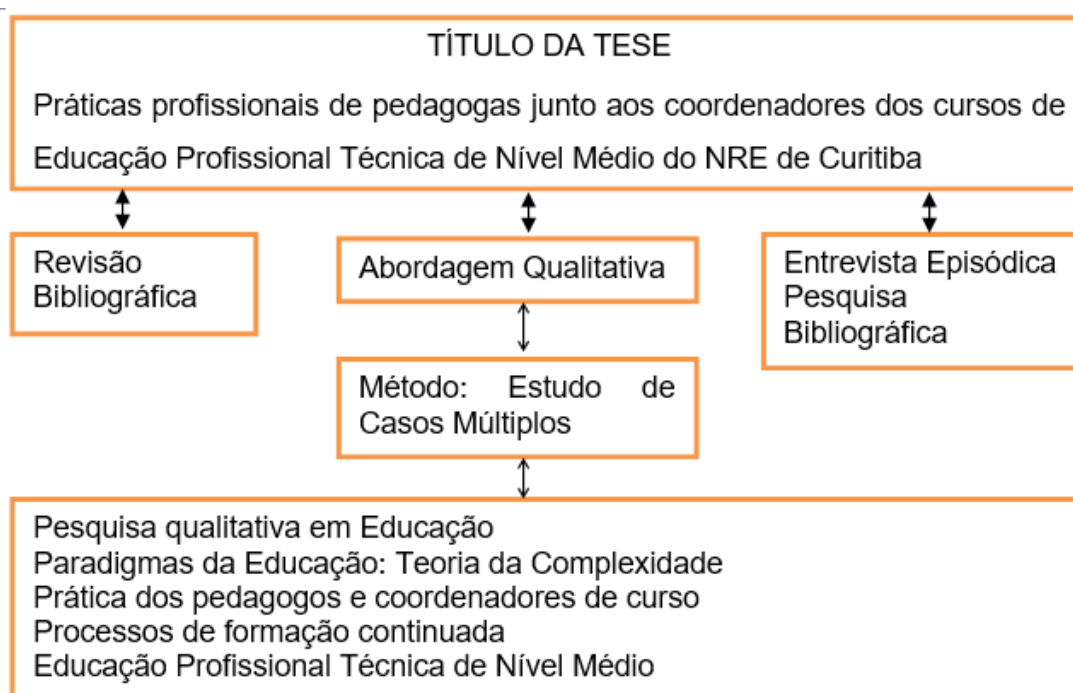 TÍTULO DA TESE
Práticas profissionais de pedagogas junto aos coordenadores dos cursos de
Educação Profissional Técnica de Nível Médio do NRE de Curitiba
Revisão
Bibliográfica
Abordagem Qualitativa
Entrevista Episódica
Pesquisa
Bibliográfica
Método: Estudo de
Casos Múltiplos
Pesquisa qualitativa em Educação
Paradigmas da Educação: Teoria da Complexidade
Prática dos pedagogos e coordenadores de curso
Processos de formação continuada
Educação Profissional Técnica de Nível Médio